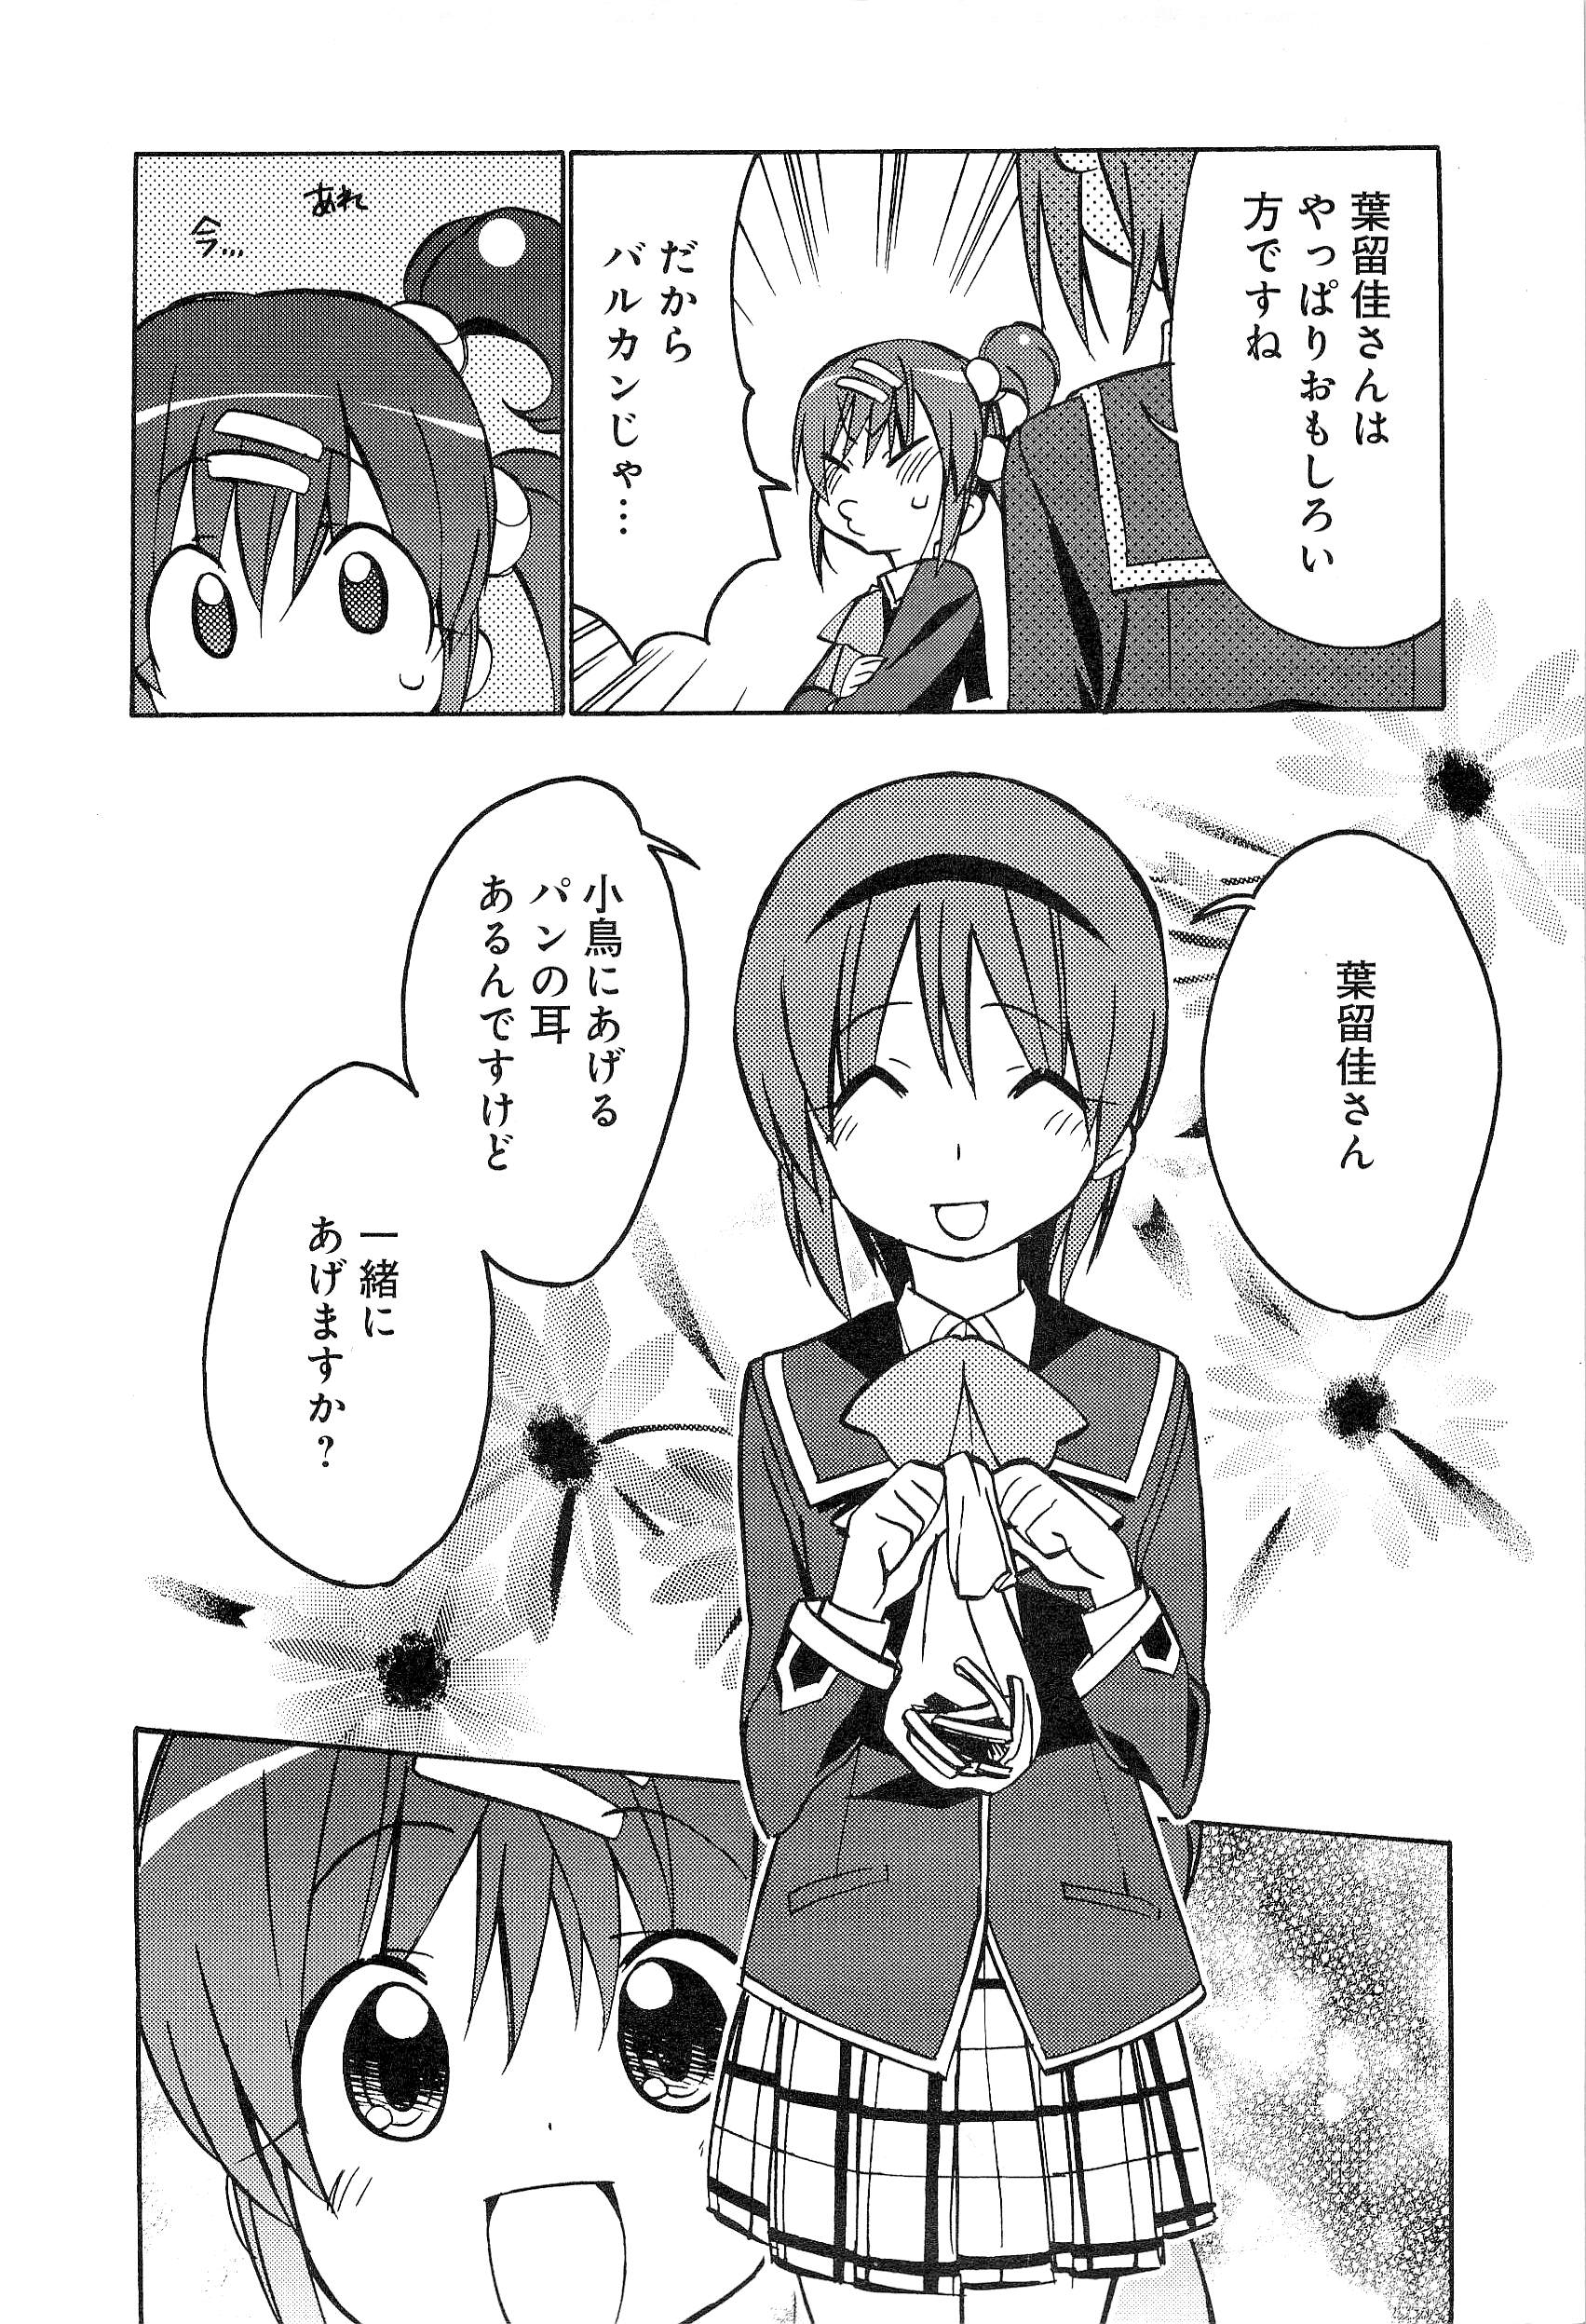 葉留佳さんは
やっぱりおもしろい
方ですね
だから
バルカンじゃ…
あれ
今…
葉留佳さん
小鳥にあげる
パンの耳
あるんですけど
一緒に
あげますか?